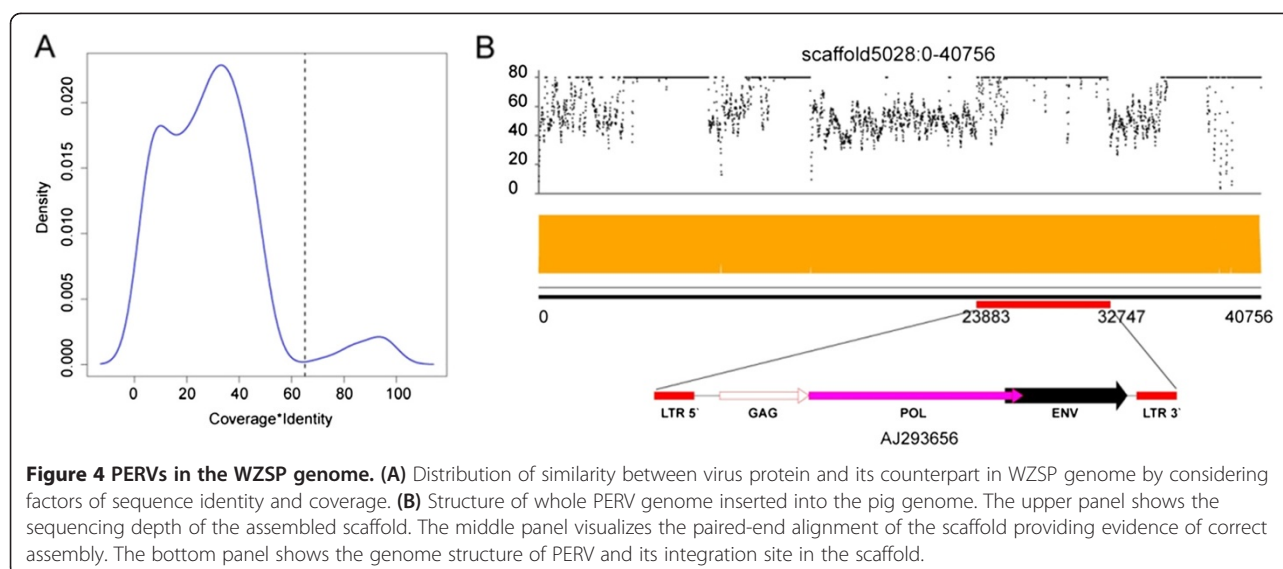 A
Density
0.000
0.005
0.010
0.015
0.020
0 20 40 60 80 100
Coverage*Identity
B
scaffold5028:0-40756
80
60
40
20
0
0 23883 32747 40756
LTR 5` GAG POL ENV LTR 3`
AJ293656
Figure 4 PERVs in the WZSP genome. (A) Distribution of similarity between virus protein and its counterpart in WZSP genome by considering
factors of sequence identity and coverage. (B) Structure of whole PERV genome inserted into the pig genome. The upper panel shows the
sequencing depth of the assembled scaffold. The middle panel visualizes the paired-end alignment of the scaffold providing evidence of correct
assembly. The bottom panel shows the genome structure of PERV and its integration site in the scaffold.